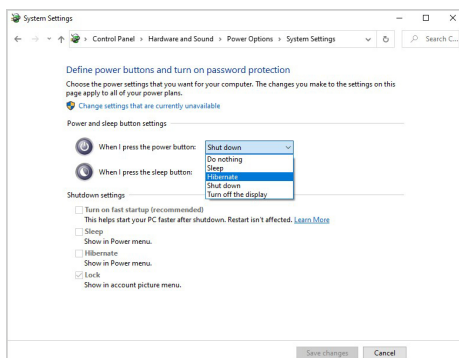 System Settings
Control Panel > Hardware and Sound > Power Options > System Settings
Search C...
Define power buttons and turn on password protection
Choose the power settings that you want for your computer. The changes you make to the settings on this
page apply to all of your power plans.
Change settings that are currently unavailable
Power and sleep button settings
When I press the power button: Shut down
Do nothing
Sleep
When I press the sleep button: Hibernate
Shut down
Turn off the display
Shutdown settings
Turn on fast startup (recommended)
This helps start your PC faster after shutdown. Restart isn't affected. Learn More
Sleep
Show in Power menu.
Hibernate
Show in Power menu.
Lock
Show in account picture menu.
Save changes Cancel